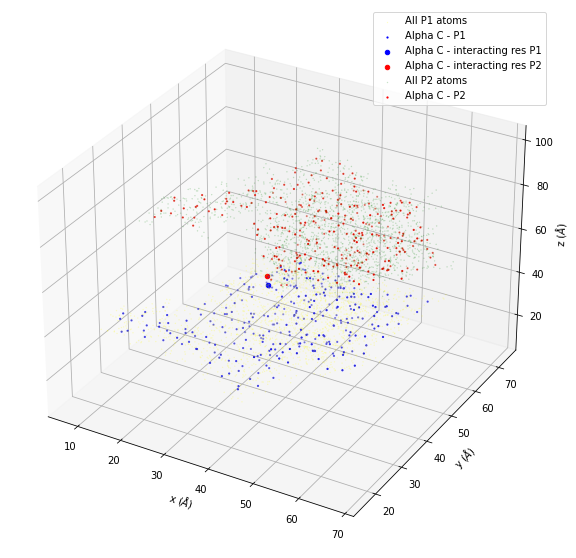 All P1 atoms
Alpha C - P1
Alpha C - interacting res P1
Alpha C - interacting res P2
All P2 atoms
Alpha C - P2
100
80
60
40
20
z (Å)
70
60
50
40
30
20
y (Å)
10
20
30
40
50
60
70
x (Å)